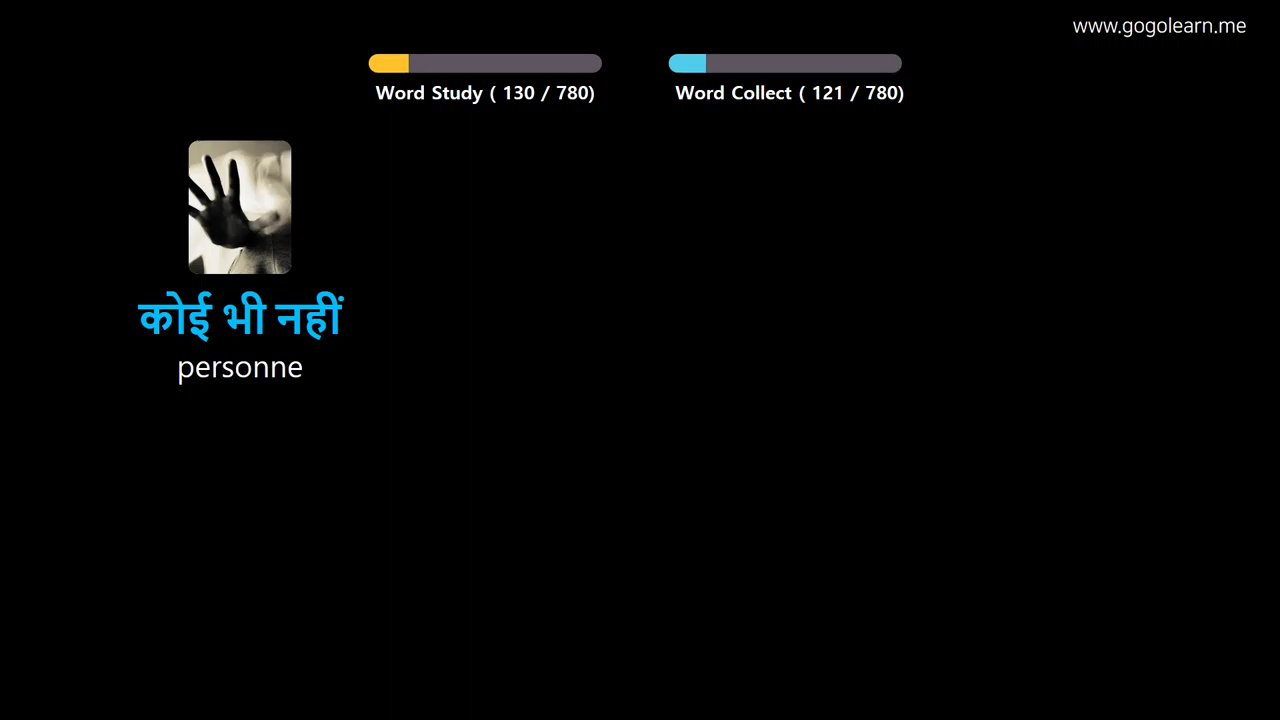 www.gogolearn.me
Word Study ( 130 / 780)
Word Collect ( 121 / 780)
कोई भी नहीं
personne